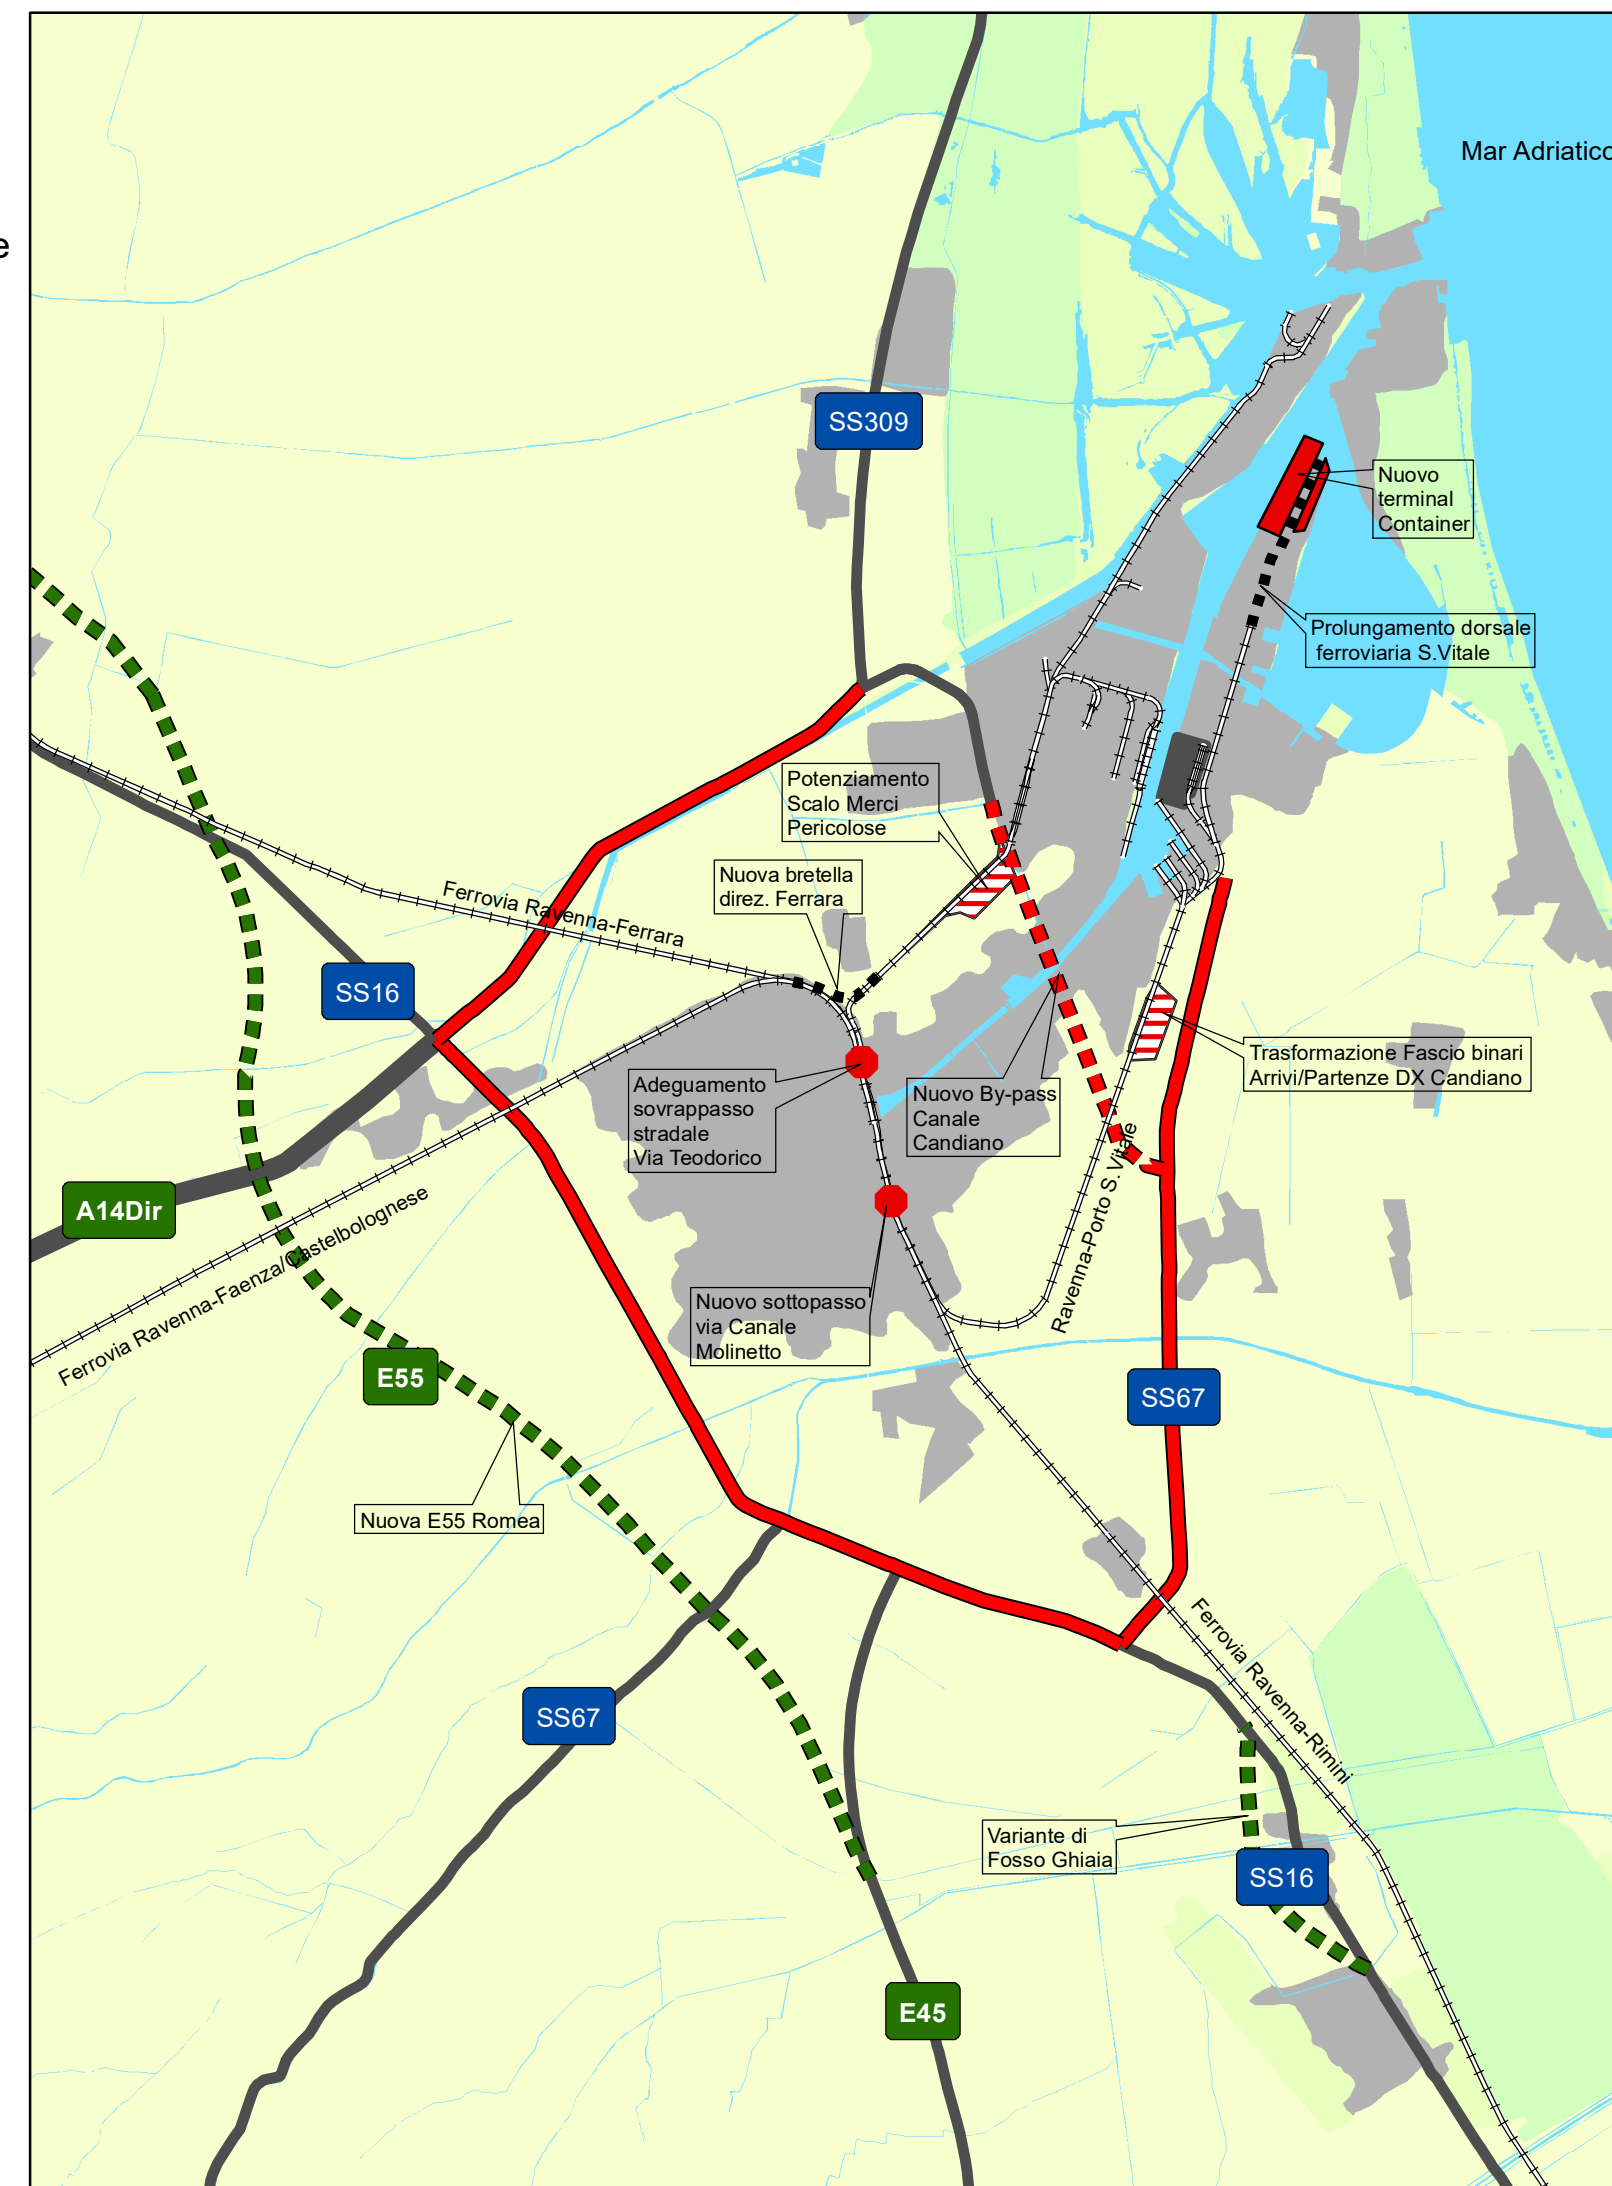 Mar Adriatico
e
SS309
Nuovo
terminal
Container
Prolungamento dorsale
ferroviaria S.Vitale
Potenziamento
Scalo Merci
Pericolose
Nuova bretella
direz. Ferrara
Ferrovia Ravenna-Ferrara
SS16
Trasformazione Fascio binari
Arrivi/Partenze DX Candiano
Adeguamento
sovrappasso
stradale
Via Teodorico
Nuovo By-pass
Canale
Candiano
A14Dir
Ferrovia Ravenna-Faenza/Castelbolognese
Ravenna-Porto S.Vitale
Nuovo sottopasso
via Canale
Molinetto
E55
SS67
Nuova E55 Romea
Ferrovia Ravenna-Rimini
SS67
Variante di
Fosso Ghiaia
SS16
E45